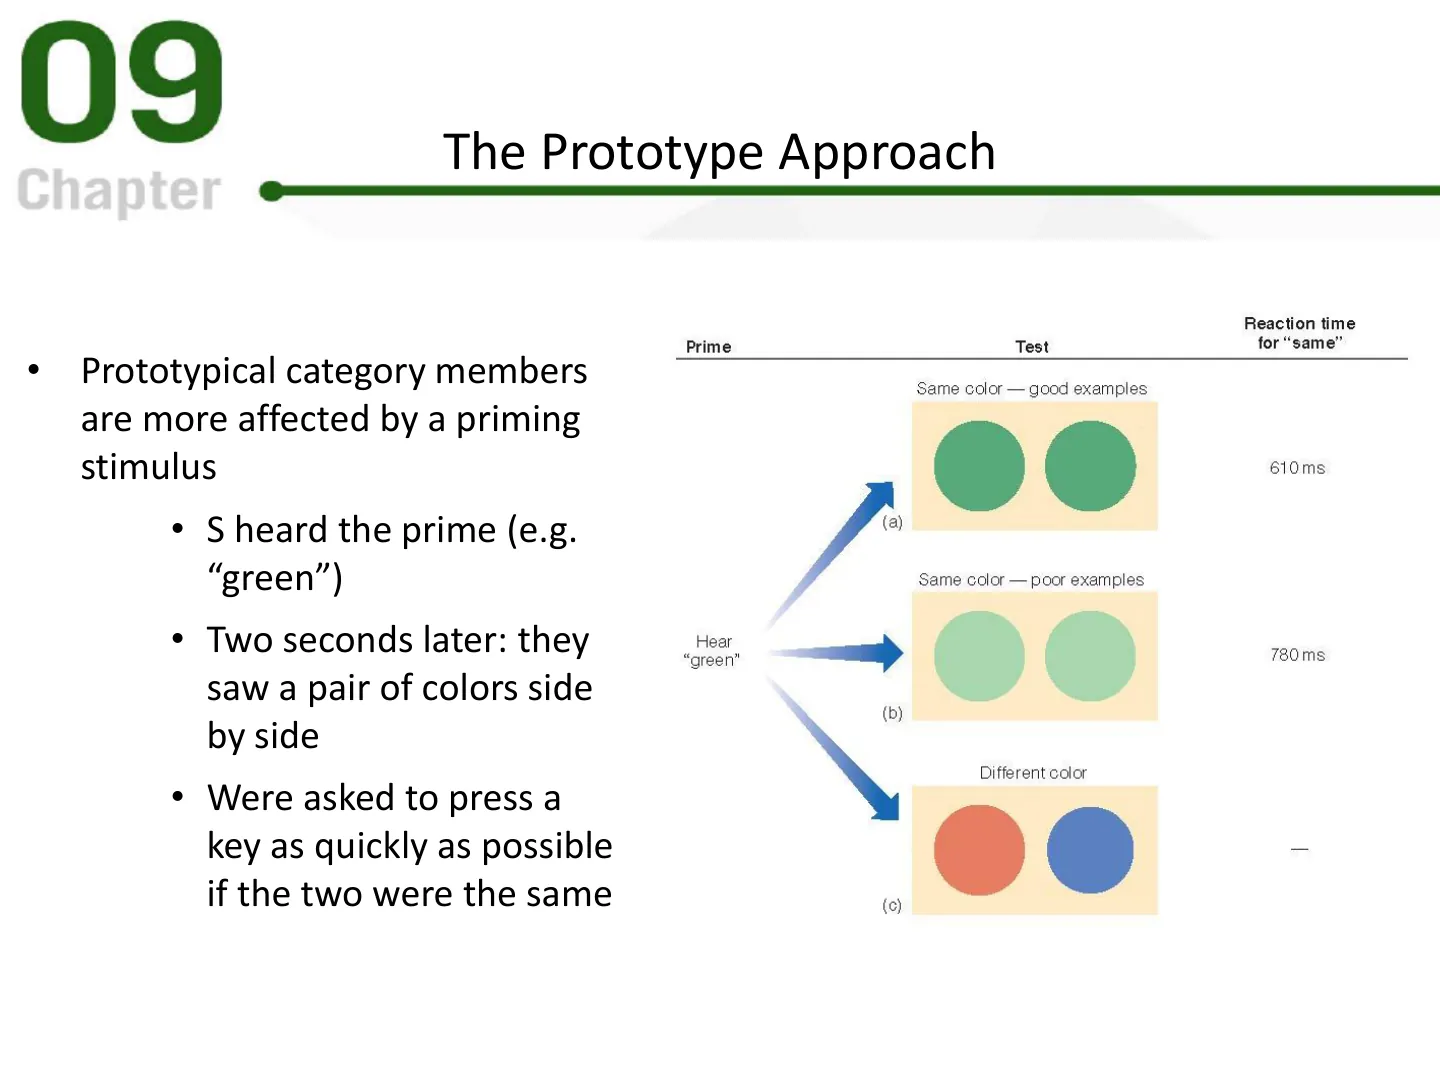 09
Chapter
The Prototype Approach
• Prototypical category members
are more affected by a priming
stimulus
• S heard the prime (e.g.
“green”)
• Two seconds later: they
saw a pair of colors side
by side
• Were asked to press a
key as quickly as possible
if the two were the same
Prime
Test
Reaction time
for “same”
Same color — good examples
(a)
610 ms
Same color — poor examples
Hear
“green”
(b)
780 ms
Different color
(c)
—